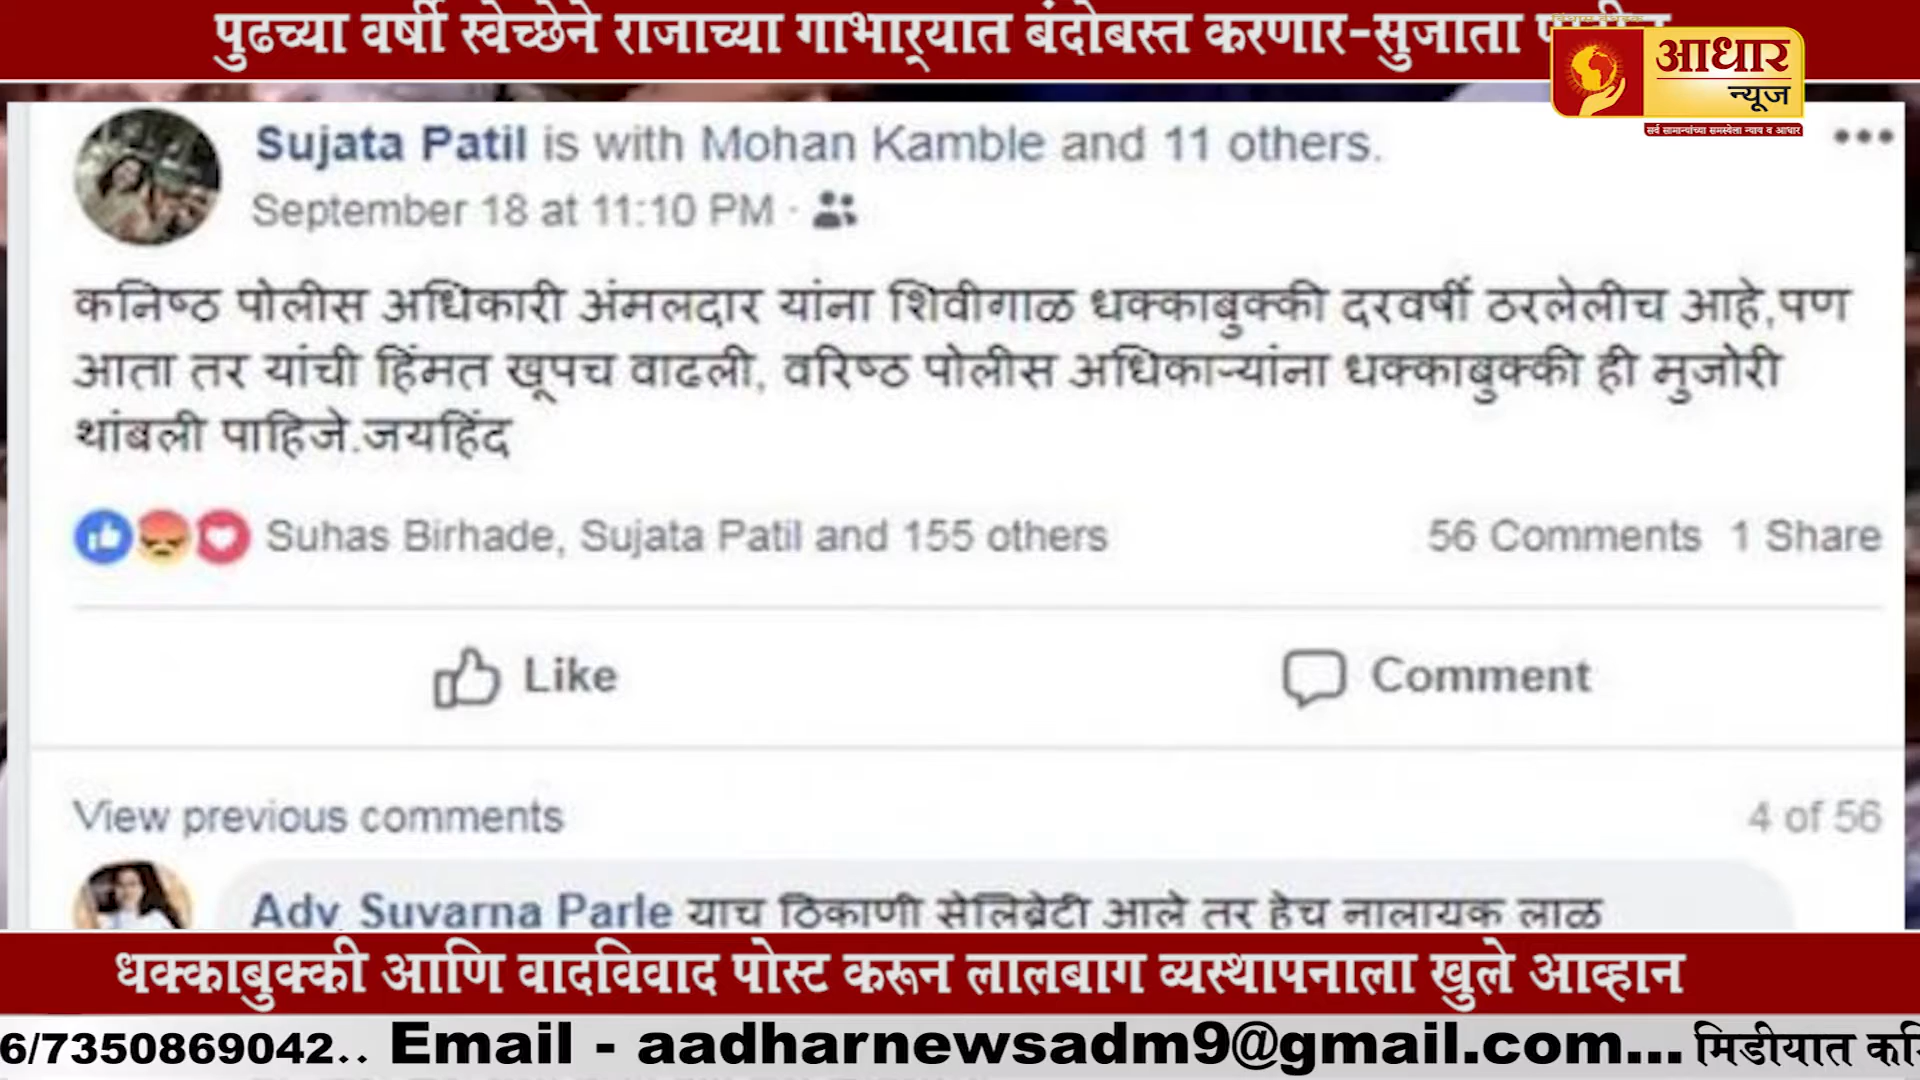 पुढच्या वर्षी स्वेच्छेने राजाच्या गाभार्‍यात बंदोबस्त करणार-सुजाता
आधार
न्यूज
सर्व सामान्यांच्या समस्येला न्याय व आधार
Sujata Patil is with Mohan Kamble and 11 others.
September 18 at 11:10 PM
कनिष्ठ पोलीस अधिकारी अंमलदार यांना शिवीगाळ धक्काबुक्की दरवर्षी ठरलेलीच आहे,पण
आता तर यांची हिंमत खूपच वाढली, वरिष्ठ पोलीस अधिकाऱ्यांना धक्काबुक्की ही मुजोरी
थांबली पाहिजे.जयहिंद
Suhas Birhade, Sujata Patil and 155 others 56 Comments 1 Share
Like Comment
View previous comments 4 of 56
Adv Suvarna Parle याच ठिकाणी सेलिब्रेटी आले तर हेच नालायक लाळ
धक्काबुक्की आणि वादविवाद पोस्ट करून लालबाग व्यस्थापनाला खुले आव्हान
6/7350869042.. Email - aadharnewsadm9@gmail.com... मिडीयात